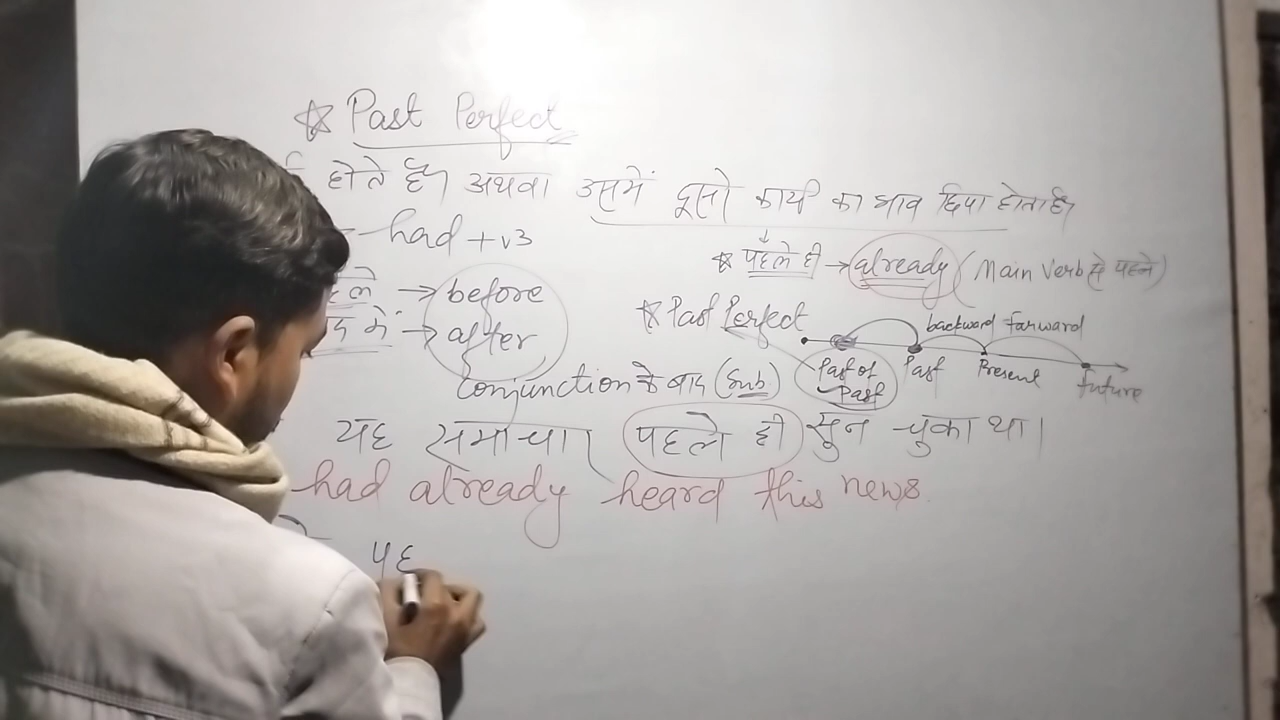 ☆ Past Perfect
होते हैं अथवा उसमें दूसरे कार्य का भाव छिपा होता है।
had + v3
☆ पहले ही → already (Main Verb से पहले)
→ before
→ after
☆ Past Perfect
backward farward
Past of Past Past Present future
Conjunction के बाद (Sub)
यह समाचार पहले ही सुन चुका था।
had already heard this news.
यह